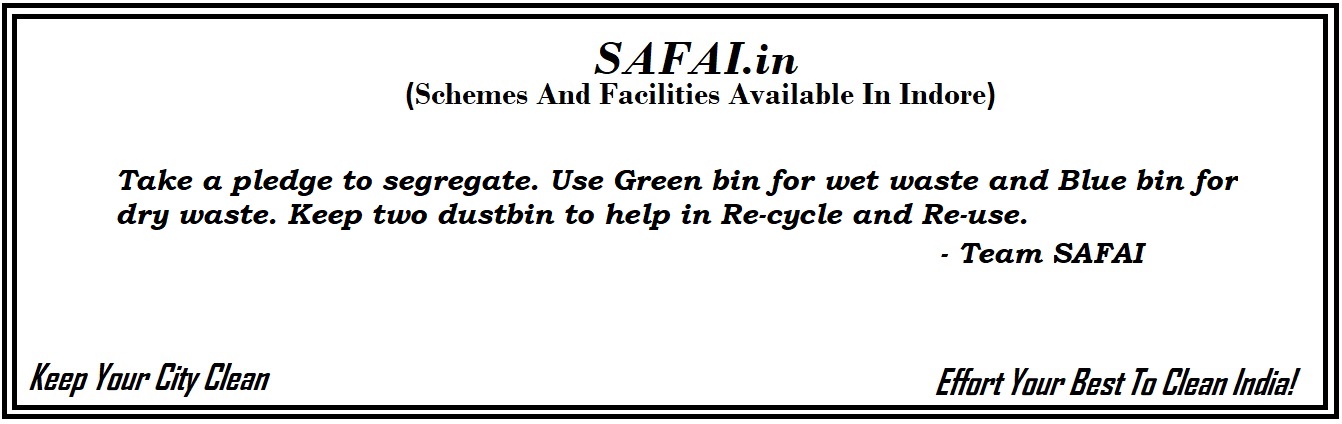 SAFAI.in
(Schemes And Facilities Available In Indore)
Take a pledge to segregate. Use Green bin for wet waste and Blue bin for
dry waste. Keep two dustbin to help in Re-cycle and Re-use.
- Team SAFAI
Keep Your City Clean
Effort Your Best To Clean India!